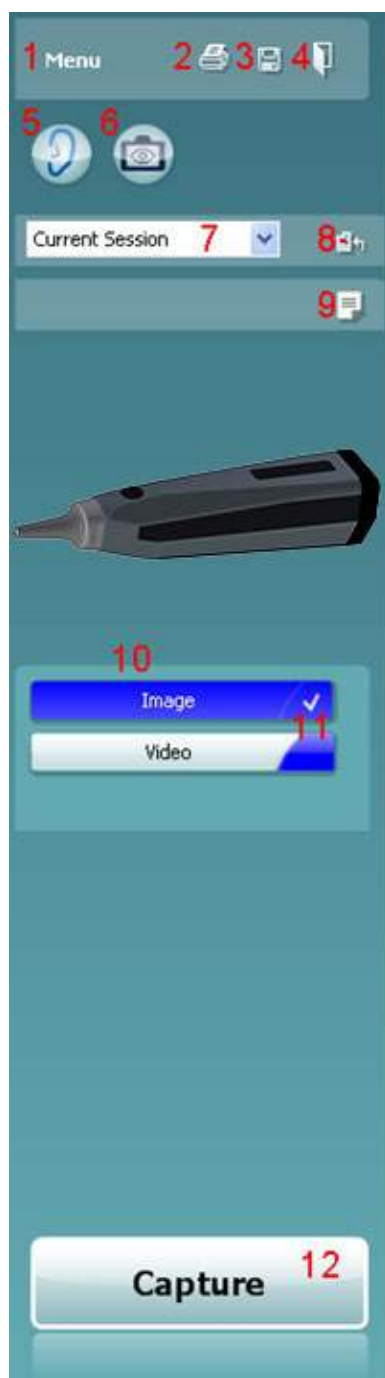 1 Menu 2 3 4
5 6
Current Session 7 8
9
10
Image
11
Video
Capture 12